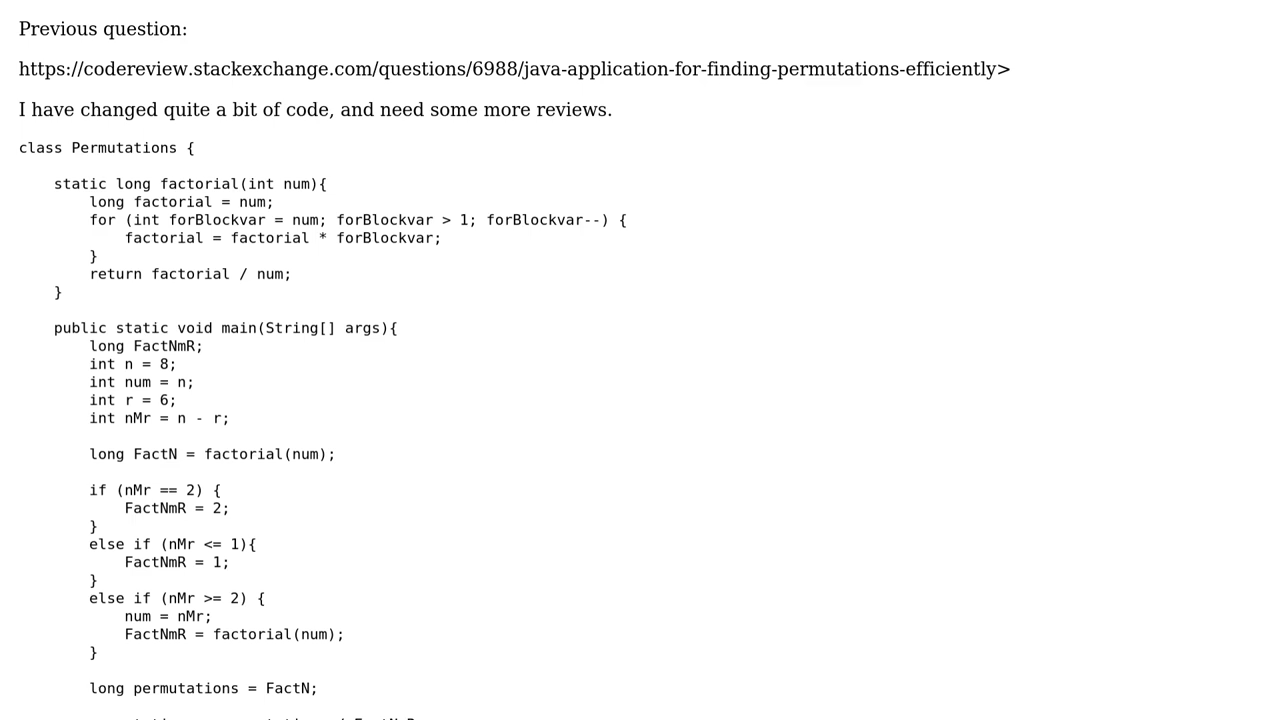 Previous question:
https://codereview.stackexchange.com/questions/6988/java-application-for-finding-permutations-efficiently>
I have changed quite a bit of code, and need some more reviews.
class Permutations {
    static long factorial(int num){
        long factorial = num;
        for (int forBlockvar = num; forBlockvar > 1; forBlockvar--) {
            factorial = factorial * forBlockvar;
        }
        return factorial / num;
    }
    public static void main(String[] args){
        long FactNmR;
        int n = 8;
        int num = n;
        int r = 6;
        int nMr = n - r;
        long FactN = factorial(num);
        if (nMr == 2) {
            FactNmR = 2;
        }
        else if (nMr <= 1){
            FactNmR = 1;
        }
        else if (nMr >= 2) {
            num = nMr;
            FactNmR = factorial(num);
        }
        long permutations = FactN;